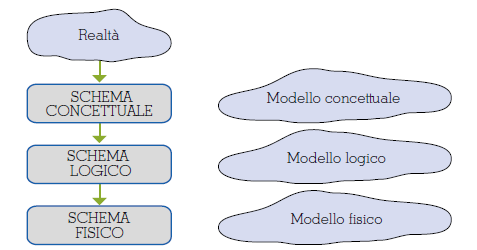 Realtà
SCHEMA
CONCETTUALE
Modello concettuale
SCHEMA
LOGICO
Modello logico
SCHEMA
FISICO
Modello fisico